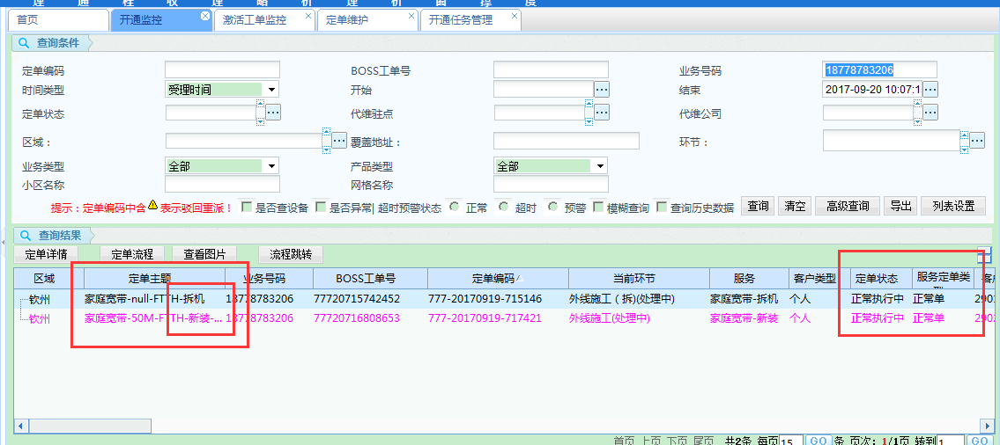 首页 开通监控 激活工单监控 定单维护 开通任务管理
查询条件
定单编码 BOSS工单号 业务号码 18778783206
时间类型 受理时间 开始 结束 2017-09-20 10:07:1
定单状态 代维驻点 代维公司
区域： 覆盖地址： 环节：
业务类型 全部 产品类型 全部
小区名称 网格名称
提示：定单编码中含 表示驳回重派！ 是否查设备 是否异常| 超时预警状态 正常 超时 预警 模糊查询 查询历史数据 查询 清空 高级查询 导出 列表设置
查询结果
定单详情 定单流程 查看图片 流程跳转
区域 定单主题 业务号码 BOSS工单号 定单编码 当前环节 服务 客户类型 定单状态 服务定单类
钦州 家庭宽带-null-FTTH-拆机 18778783206 77720715742452 777-20170919-715146 外线施工（拆)(处理中) 家庭宽带-拆机 个人 正常执行中 正常单
钦州 家庭宽带-50M-FTTH-新装-... 18778783206 77720716808653 777-20170919-717421 外线施工(处理中) 家庭宽带-新装 个人 正常执行中 正常单
首页 上页 下页 尾页 共2条 每页 15 GO 条 页次：1/1页 转到 1 GO